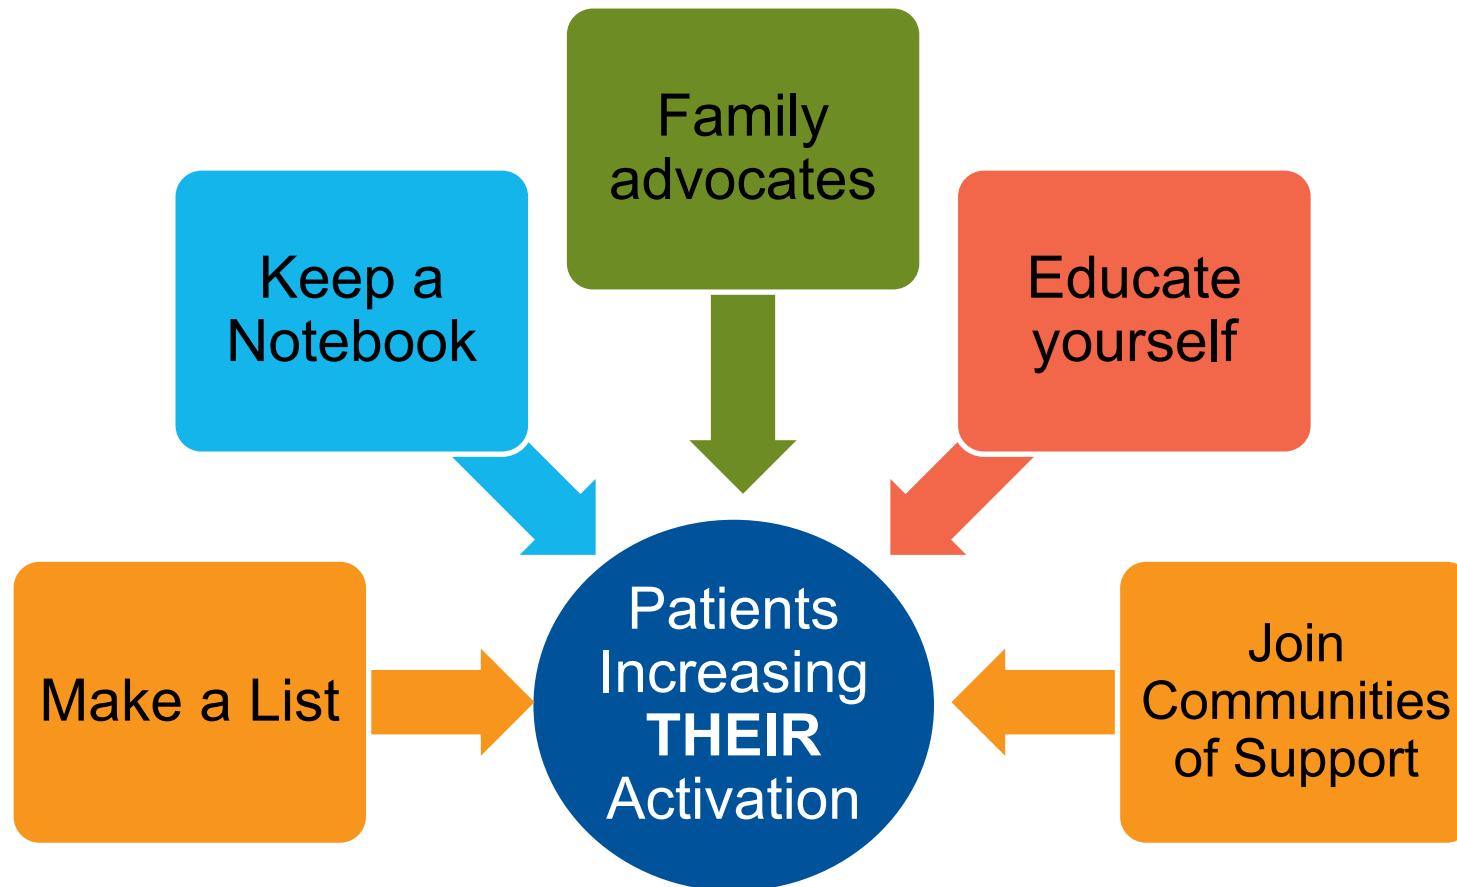 Family
advocates
Keep a
Notebook
Educate
yourself
Make a List
Patients
Increasing
THEIR
Activation
Join
Communities
of Support